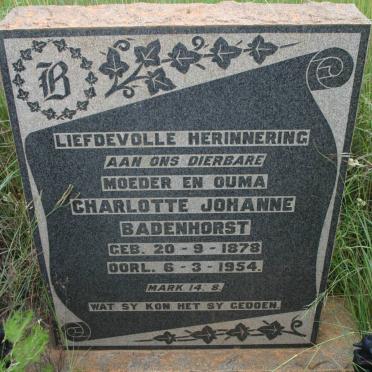 B
LIEFDEVOLLE HERINNERING
AAN ONS DIERBARE
MOEDER EN OUMA
CHARLOTTE JOHANNE
BADENHORST
GEB. 20-9-1878
OORL. 6-3-1954.
MARK 14. 8.
WAT SY KON HET SY GEDOEN.